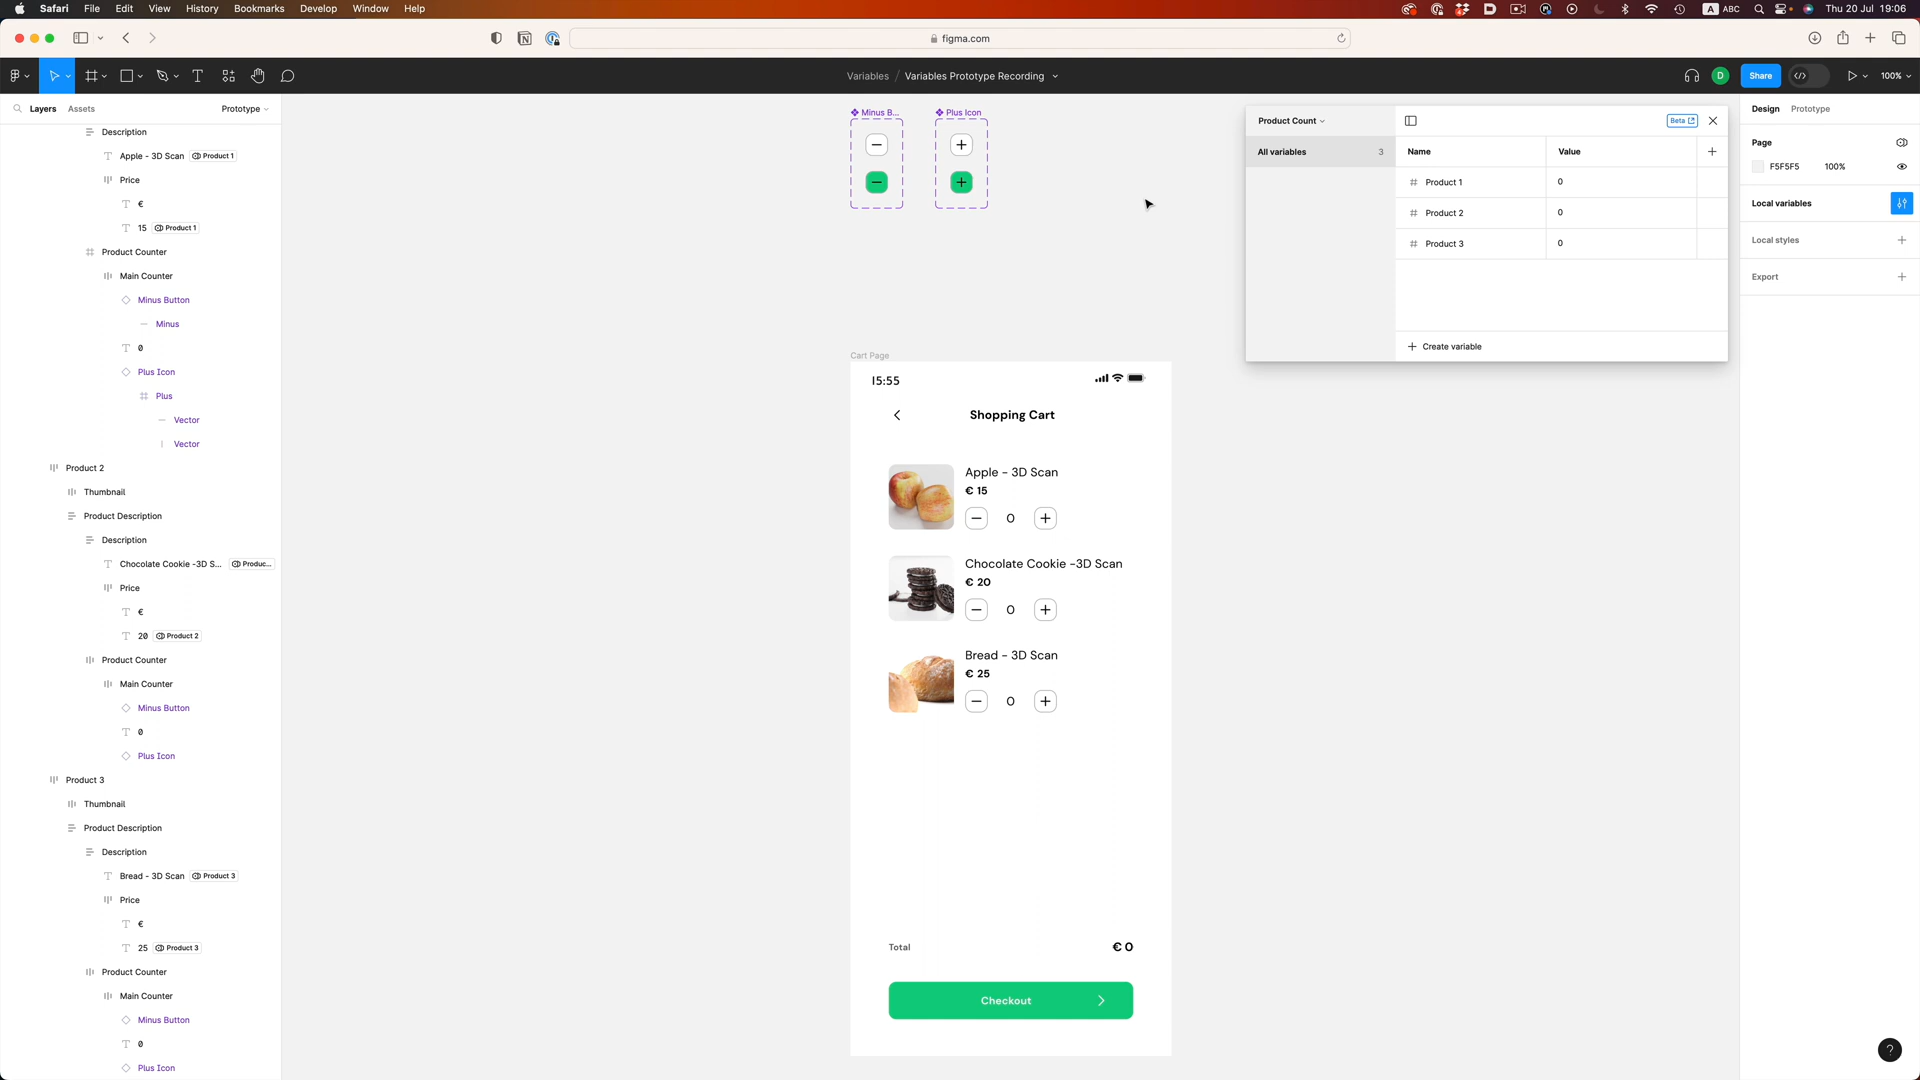 Safari File Edit View History Bookmarks Develop Window Help
A ABC Thu 20 Jul 19:06
figma.com
Variables / Variables Prototype Recording
D Share 100%
Layers Assets Prototype
Description
Apple - 3D Scan Product 1
Price
€
15 Product 1
Product Counter
Main Counter
Minus Button
Minus
0
Plus Icon
Plus
Vector
Vector
Product 2
Thumbnail
Product Description
Description
Chocolate Cookie -3D S... Produc...
Price
€
20 Product 2
Product Counter
Main Counter
Minus Button
0
Plus Icon
Product 3
Thumbnail
Product Description
Description
Bread - 3D Scan Product 3
Price
€
25 Product 3
Product Counter
Main Counter
Minus Button
0
Plus Icon
Minus B... Plus Icon
Cart Page
15:55
Shopping Cart
Apple - 3D Scan
€ 15
0
Chocolate Cookie -3D Scan
€ 20
0
Bread - 3D Scan
€ 25
0
Total € 0
Checkout
Product Count Beta
All variables 3
Name Value
Product 1 0
Product 2 0
Product 3 0
Create variable
Design Prototype
Page
F5F5F5 100%
Local variables
Local styles
Export
?